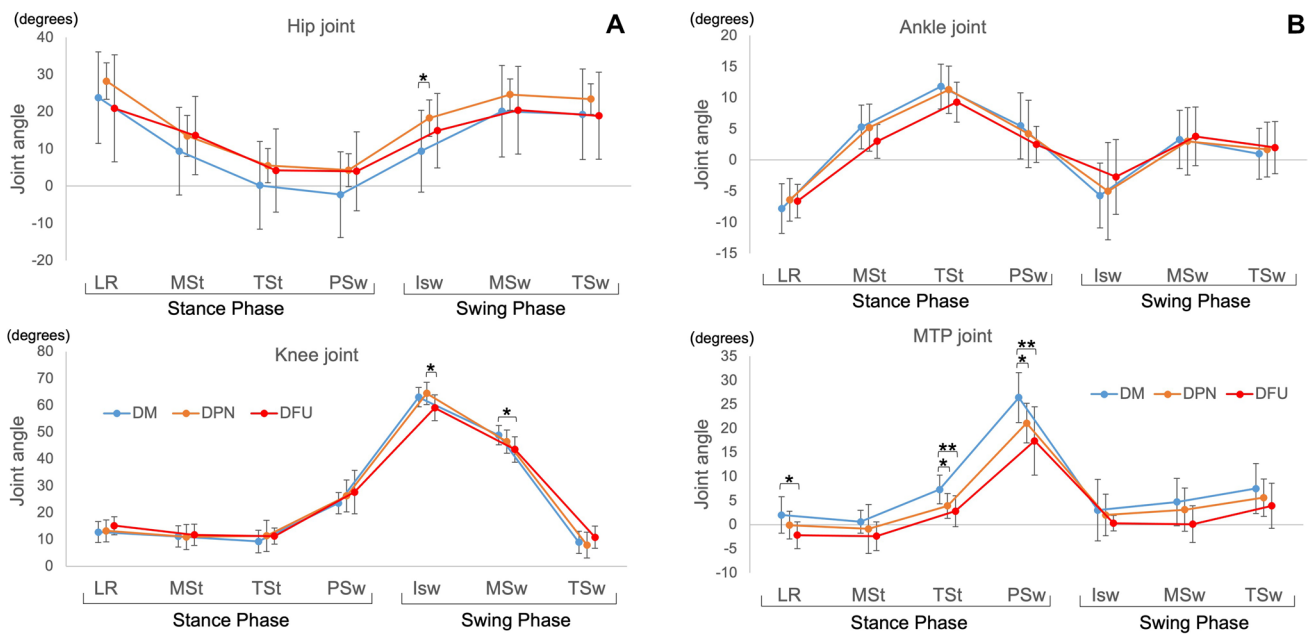 (degrees)
Hip joint
A
40
30
20
10
0
-10
-20
Joint angle
*
LR MSt TSt PSw Isw MSw TSw
Stance Phase Swing Phase
(degrees)
Ankle joint
B
20
15
10
5
0
-5
-10
-15
Joint angle
LR MSt TSt PSw Isw MSw TSw
Stance Phase Swing Phase
(degrees)
Knee joint
80
70
60
50
40
30
20
10
0
Joint angle
DM DPN DFU
*
*
LR MSt TSt PSw Isw MSw TSw
Stance Phase Swing Phase
(degrees)
MTP joint
35
30
25
20
15
10
5
0
-5
-10
Joint angle
DM DPN DFU
*
**
*
**
*
LR MSt TSt PSw Isw MSw TSw
Stance Phase Swing Phase